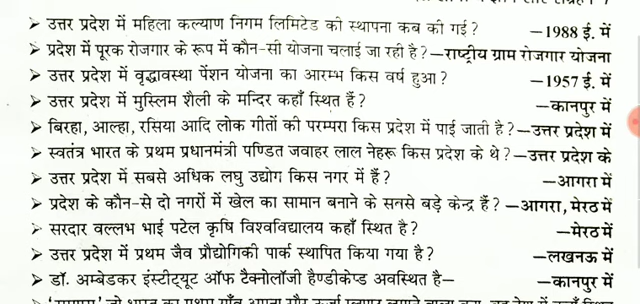 ➢ उत्तर प्रदेश में महिला कल्याण निगम लिमिटेड की स्थापना कब की गई? –1988 ई. में
➢ प्रदेश में पूरक रोजगार के रूप में कौन-सी योजना चलाई जा रही है?–राष्ट्रीय ग्राम रोजगार योजना
➢ उत्तर प्रदेश में वृद्धावस्था पेंशन योजना का आरम्भ किस वर्ष हुआ? –1957 ई. में
➢ उत्तर प्रदेश में मुस्लिम शैली के मन्दिर कहाँ स्थित हैं? –कानपुर में
➢ बिरहा, आल्हा, रसिया आदि लोक गीतों की परम्परा किस प्रदेश में पाई जाती है?–उत्तर प्रदेश में
➢ स्वतंत्र भारत के प्रथम प्रधानमंत्री पण्डित जवाहर लाल नेहरू किस प्रदेश के थे?–उत्तर प्रदेश के
➢ उत्तर प्रदेश में सबसे अधिक लघु उद्योग किस नगर में हैं? –आगरा में
➢ प्रदेश के कौन-से दो नगरों में खेल का सामान बनाने के सबसे बड़े केन्द्र हैं?–आगरा, मेरठ में
➢ सरदार वल्लभ भाई पटेल कृषि विश्वविद्यालय कहाँ स्थित है? –मेरठ में
➢ उत्तर प्रदेश में प्रथम जैव प्रौद्योगिकी पार्क स्थापित किया गया है? –लखनऊ में
➢ डॉ. अम्बेडकर इंस्टीट्यूट ऑफ टैक्नोलॉजी हैण्डीकेप्ड अवस्थित है– –कानपुर में